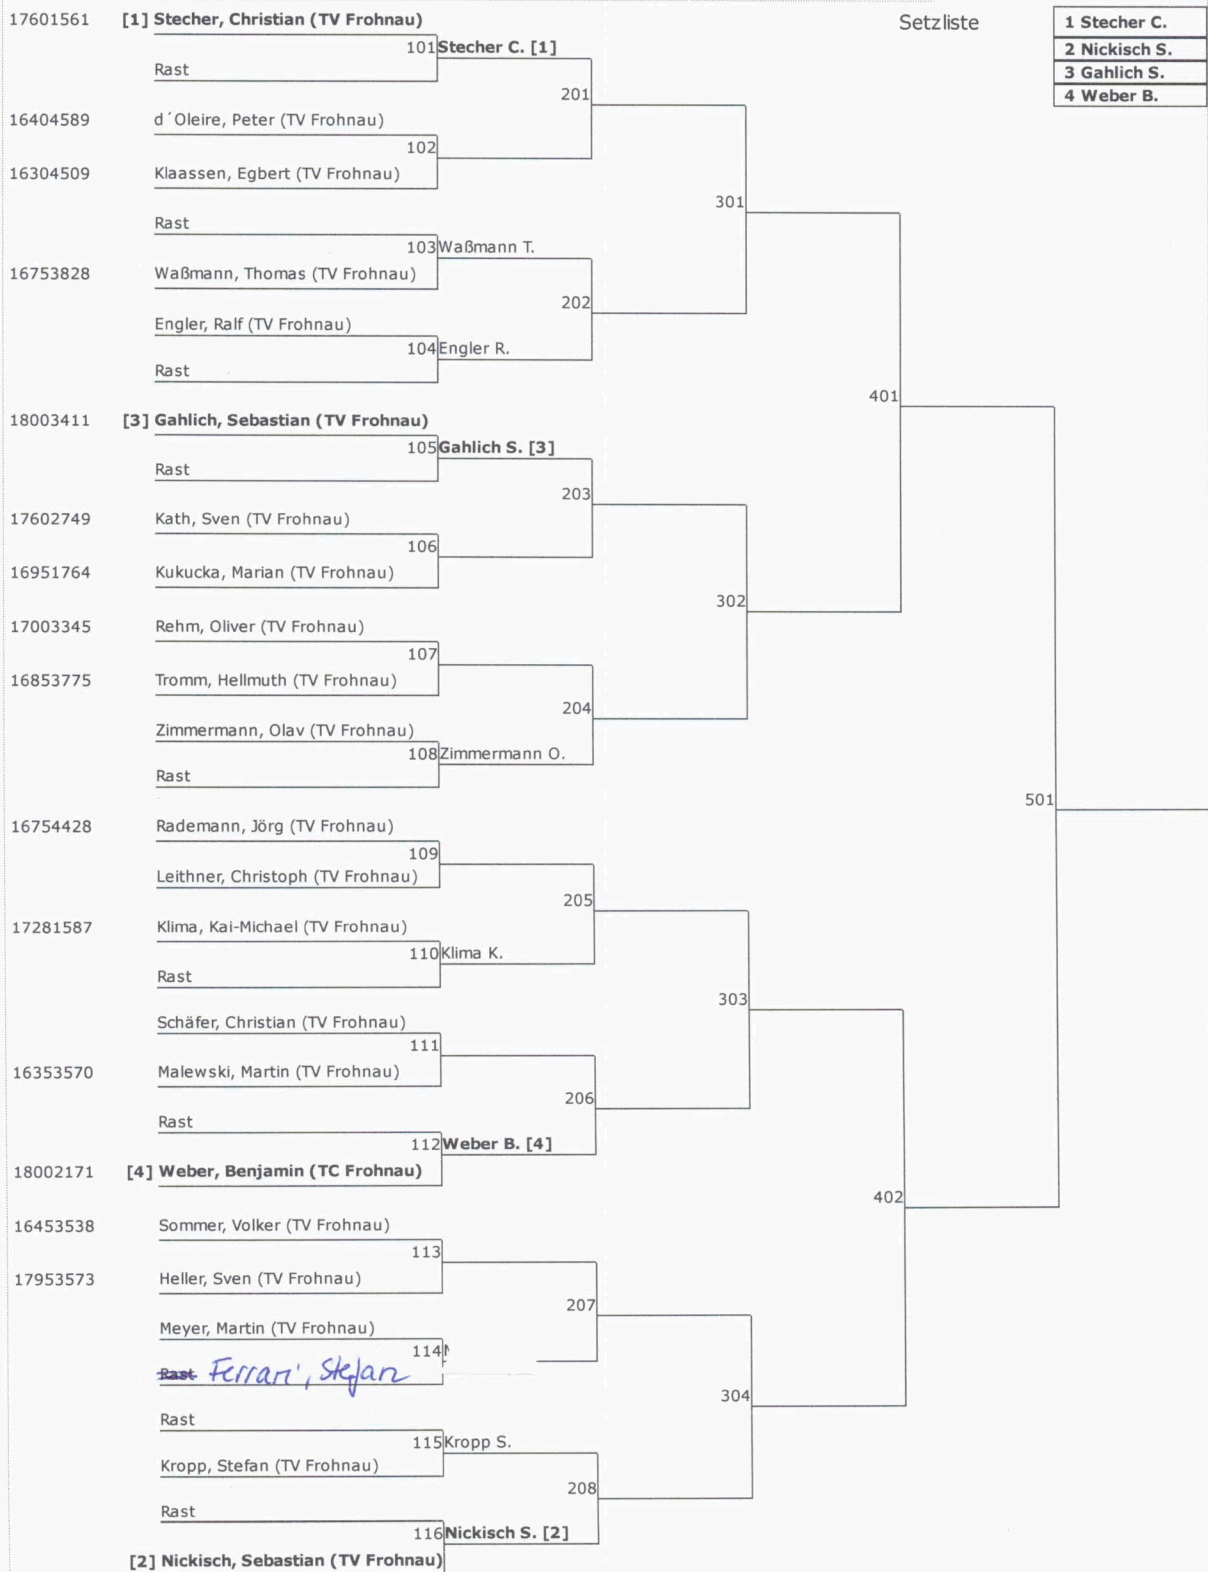 17601561 [1] Stecher, Christian (TV Frohnau) Setzliste 1 Stecher C.
101 Stecher C. [1] 2 Nickisch S.
Rast 3 Gahlich S.
201 4 Weber B.
16404589 d´Oleire, Peter (TV Frohnau)
102
16304509 Klaassen, Egbert (TV Frohnau)
301
Rast
103 Waßmann T.
16753828 Waßmann, Thomas (TV Frohnau)
202
Engler, Ralf (TV Frohnau)
104 Engler R.
Rast
401
18003411 [3] Gahlich, Sebastian (TV Frohnau)
105 Gahlich S. [3]
Rast
203
17602749 Kath, Sven (TV Frohnau)
106
16951764 Kukucka, Marian (TV Frohnau)
302
17003345 Rehm, Oliver (TV Frohnau)
107
16853775 Tromm, Hellmuth (TV Frohnau)
204
Zimmermann, Olav (TV Frohnau)
108 Zimmermann O.
Rast
501
16754428 Rademann, Jörg (TV Frohnau)
109
Leithner, Christoph (TV Frohnau)
205
17281587 Klima, Kai-Michael (TV Frohnau)
110 Klima K.
Rast
303
Schäfer, Christian (TV Frohnau)
111
16353570 Malewski, Martin (TV Frohnau)
206
Rast
112 Weber B. [4]
18002171 [4] Weber, Benjamin (TC Frohnau)
402
16453538 Sommer, Volker (TV Frohnau)
113
17953573 Heller, Sven (TV Frohnau)
207
Meyer, Martin (TV Frohnau)
114
Rast Ferrari, Stefan
304
Rast
115 Kropp S.
Kropp, Stefan (TV Frohnau)
208
Rast
116 Nickisch S. [2]
[2] Nickisch, Sebastian (TV Frohnau)